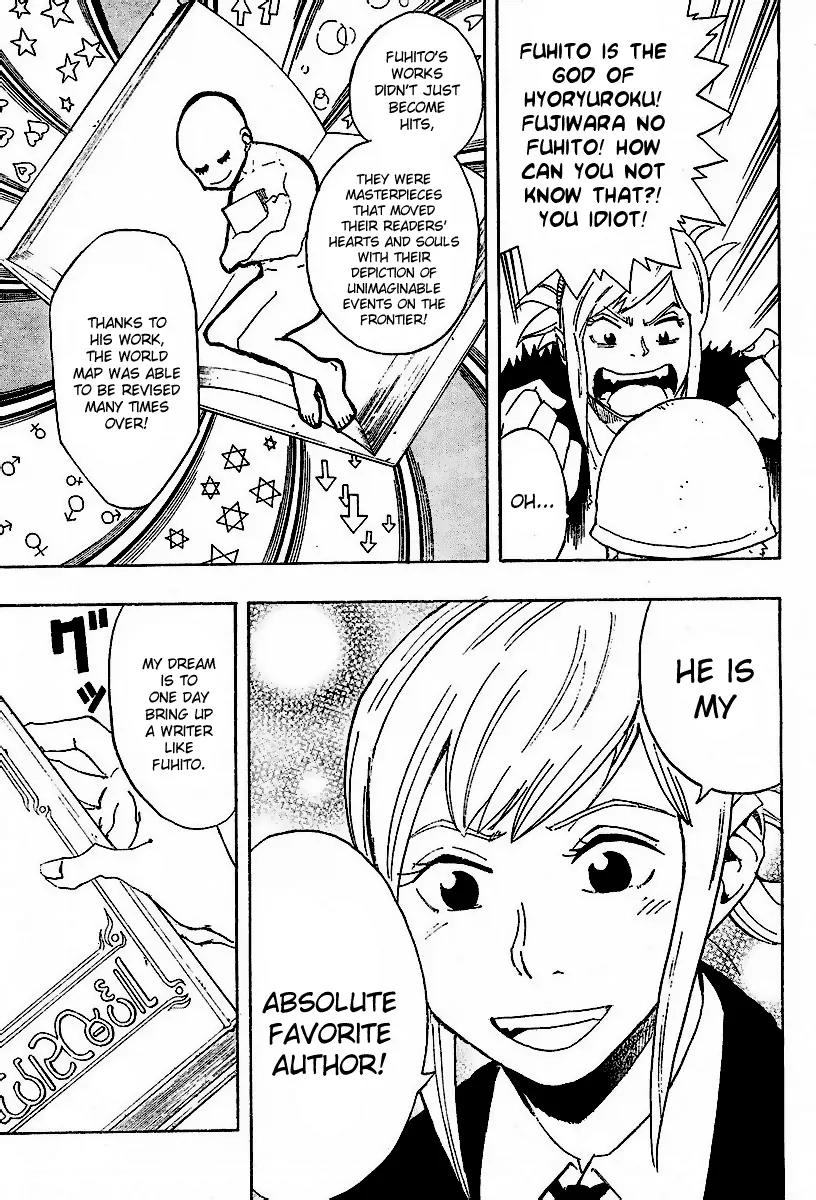 FUHITO IS THE
GOD OF
HYORYUROKU!
FUJIWARA NO
FUHITO! HOW
CAN YOU NOT
KNOW THAT?!
YOU IDIOT!
OH...
FUHITO'S
WORKS
DIDN'T JUST
BECOME
HITS,
THEY WERE
MASTERPIECES
THAT MOVED
THEIR READERS'
HEARTS AND SOULS
WITH THEIR
DEPICTION OF
UNIMAGINABLE
EVENTS ON THE
FRONTIER!
THANKS TO
HIS WORK,
THE WORLD
MAP WAS ABLE
TO BE REVISED
MANY TIMES
OVER!
HE IS
MY
ABSOLUTE
FAVORITE
AUTHOR!
MY DREAM
IS TO
ONE DAY
BRING UP
A WRITER
LIKE
FUHITO.
グッ